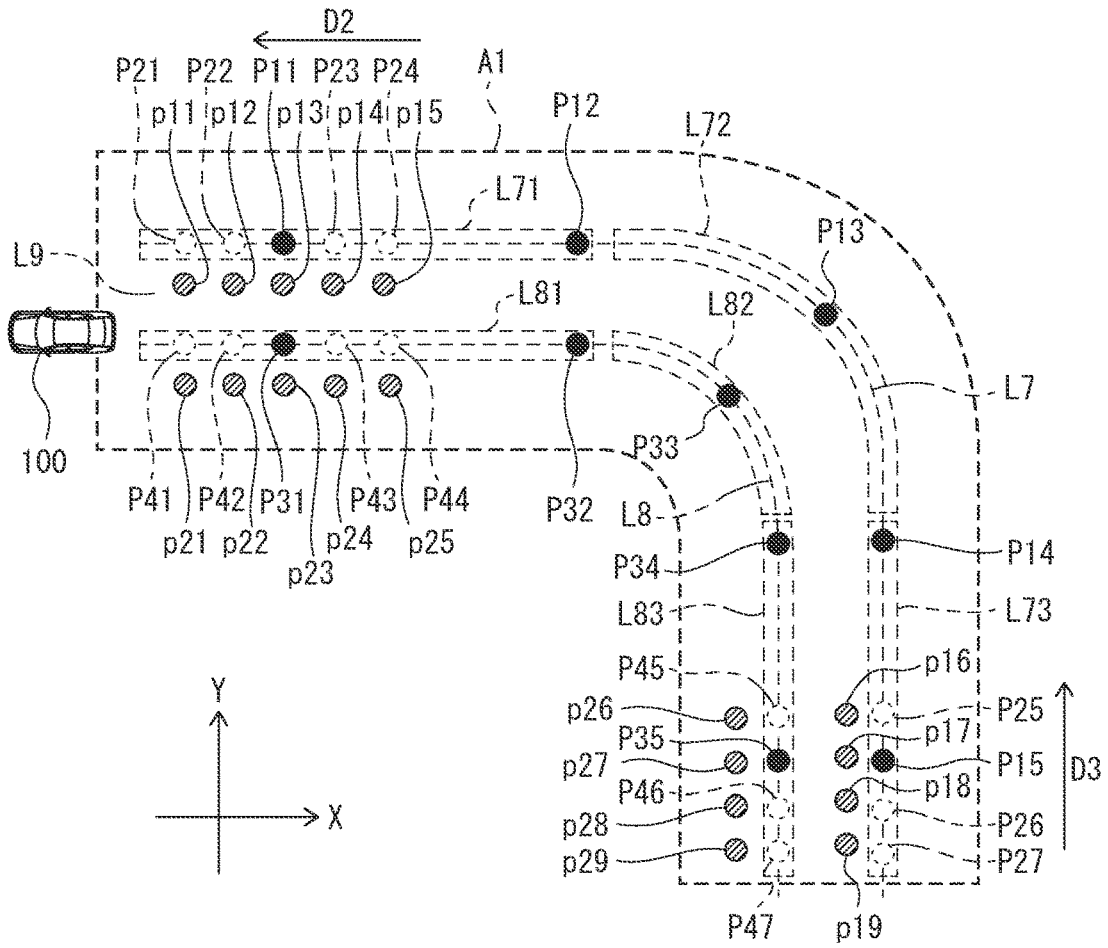 D2
P21 P22 P11 P23 P24
A1
p11 p12 p13 p14 p15
P12
L72
L71
P13
L9
L81
L82
L7
P33
100
P41 P42 P31 P43 P44
P32
L8
p21 p22 p24 p25
p23
P34
P14
L83
L73
P45
p16
p26
P25
P35
p17
p27
P15
D3
P46
p18
p28
P26
p29
P27
P47
p19
Y
X